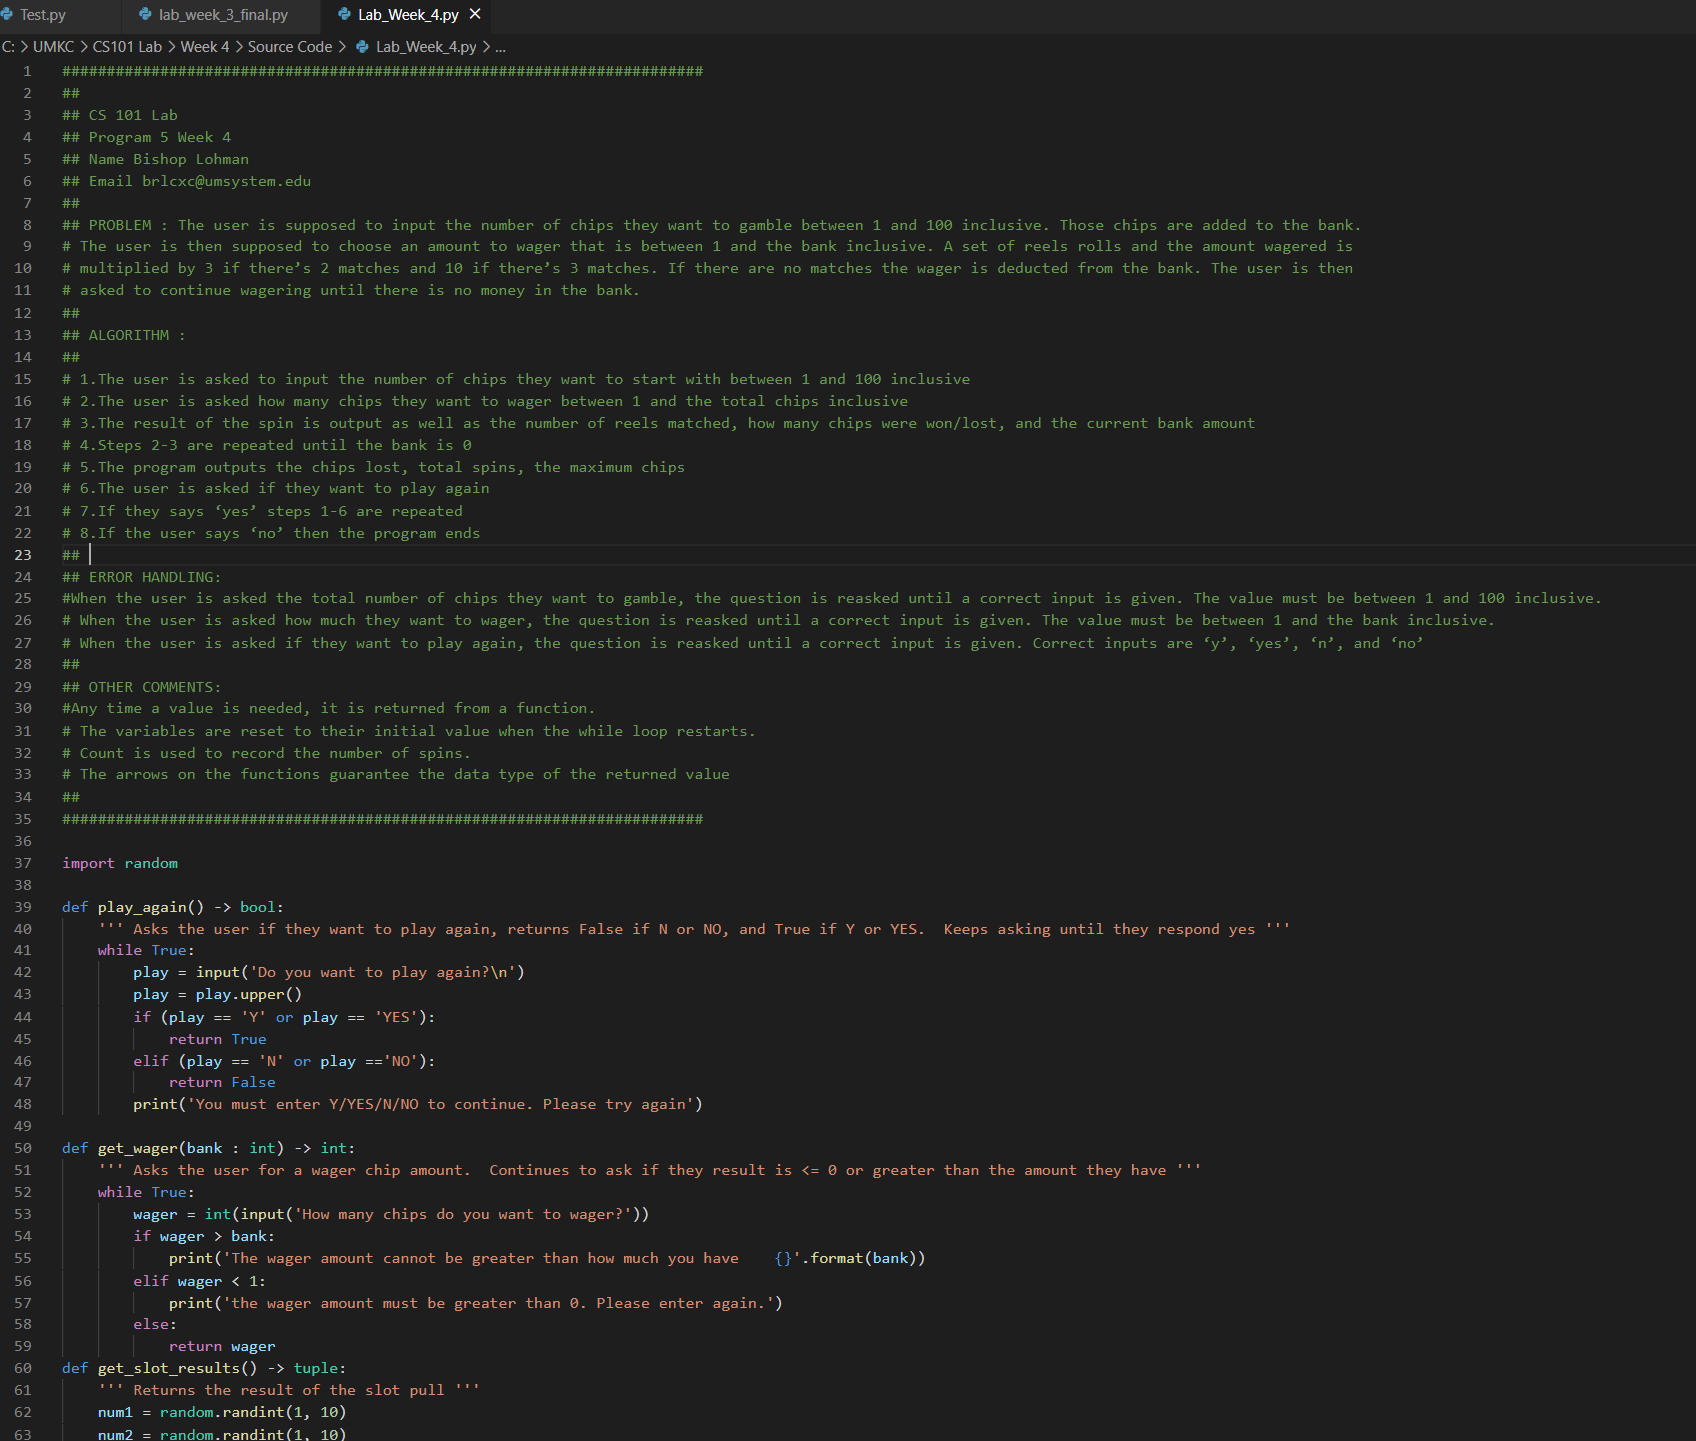 Test.py lab_week_3_final.py Lab_Week_4.py
C: > UMKC > CS101 Lab > Week 4 > Source Code > Lab_Week_4.py > ...
1 ########################################################################
2 ##
3 ## CS 101 Lab
4 ## Program 5 Week 4
5 ## Name Bishop Lohman
6 ## Email brlcxc@umsystem.edu
7 ##
8 ## PROBLEM : The user is supposed to input the number of chips they want to gamble between 1 and 100 inclusive. Those chips are added to the bank.
9 # The user is then supposed to choose an amount to wager that is between 1 and the bank inclusive. A set of reels rolls and the amount wagered is
10 # multiplied by 3 if there’s 2 matches and 10 if there’s 3 matches. If there are no matches the wager is deducted from the bank. The user is then
11 # asked to continue wagering until there is no money in the bank.
12 ##
13 ## ALGORITHM :
14 ##
15 # 1.The user is asked to input the number of chips they want to start with between 1 and 100 inclusive
16 # 2.The user is asked how many chips they want to wager between 1 and the total chips inclusive
17 # 3.The result of the spin is output as well as the number of reels matched, how many chips were won/lost, and the current bank amount
18 # 4.Steps 2-3 are repeated until the bank is 0
19 # 5.The program outputs the chips lost, total spins, the maximum chips
20 # 6.The user is asked if they want to play again
21 # 7.If they says ‘yes’ steps 1-6 are repeated
22 # 8.If the user says ‘no’ then the program ends
23 ##
24 ## ERROR HANDLING:
25 #When the user is asked the total number of chips they want to gamble, the question is reasked until a correct input is given. The value must be between 1 and 100 inclusive.
26 # When the user is asked how much they want to wager, the question is reasked until a correct input is given. The value must be between 1 and the bank inclusive.
27 # When the user is asked if they want to play again, the question is reasked until a correct input is given. Correct inputs are ‘y’, ‘yes’, ‘n’, and ‘no’
28 ##
29 ## OTHER COMMENTS:
30 #Any time a value is needed, it is returned from a function.
31 # The variables are reset to their initial value when the while loop restarts.
32 # Count is used to record the number of spins.
33 # The arrows on the functions guarantee the data type of the returned value
34 ##
35 ########################################################################
36
37 import random
38
39 def play_again() -> bool:
40     ''' Asks the user if they want to play again, returns False if N or NO, and True if Y or YES.  Keeps asking until they respond yes '''
41     while True:
42         play = input('Do you want to play again?\n')
43         play = play.upper()
44         if (play == 'Y' or play == 'YES'):
45             return True
46         elif (play == 'N' or play =='NO'):
47             return False
48         print('You must enter Y/YES/N/NO to continue. Please try again')
49
50 def get_wager(bank : int) -> int:
51     ''' Asks the user for a wager chip amount.  Continues to ask if they result is <= 0 or greater than the amount they have '''
52     while True:
53         wager = int(input('How many chips do you want to wager?'))
54         if wager > bank:
55             print('The wager amount cannot be greater than how much you have    {}'.format(bank))
56         elif wager < 1:
57             print('the wager amount must be greater than 0. Please enter again.')
58         else:
59             return wager
60 def get_slot_results() -> tuple:
61     ''' Returns the result of the slot pull '''
62     num1 = random.randint(1, 10)
63     num2 = random.randint(1, 10)